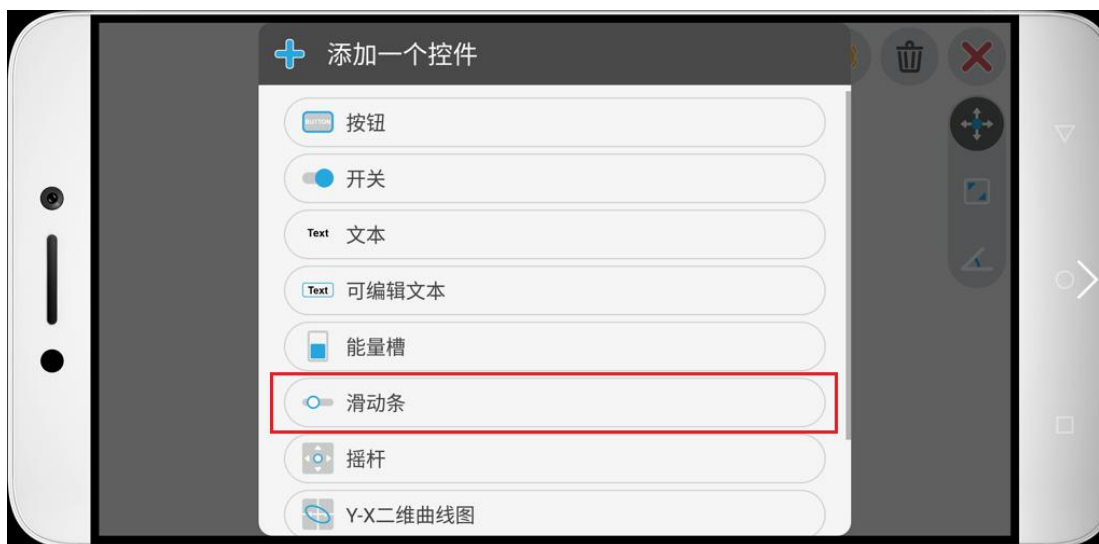 添加一个控件
BUTTON 按钮
开关
Text 文本
Text 可编辑文本
能量槽
滑动条
摇杆
Y-X二维曲线图